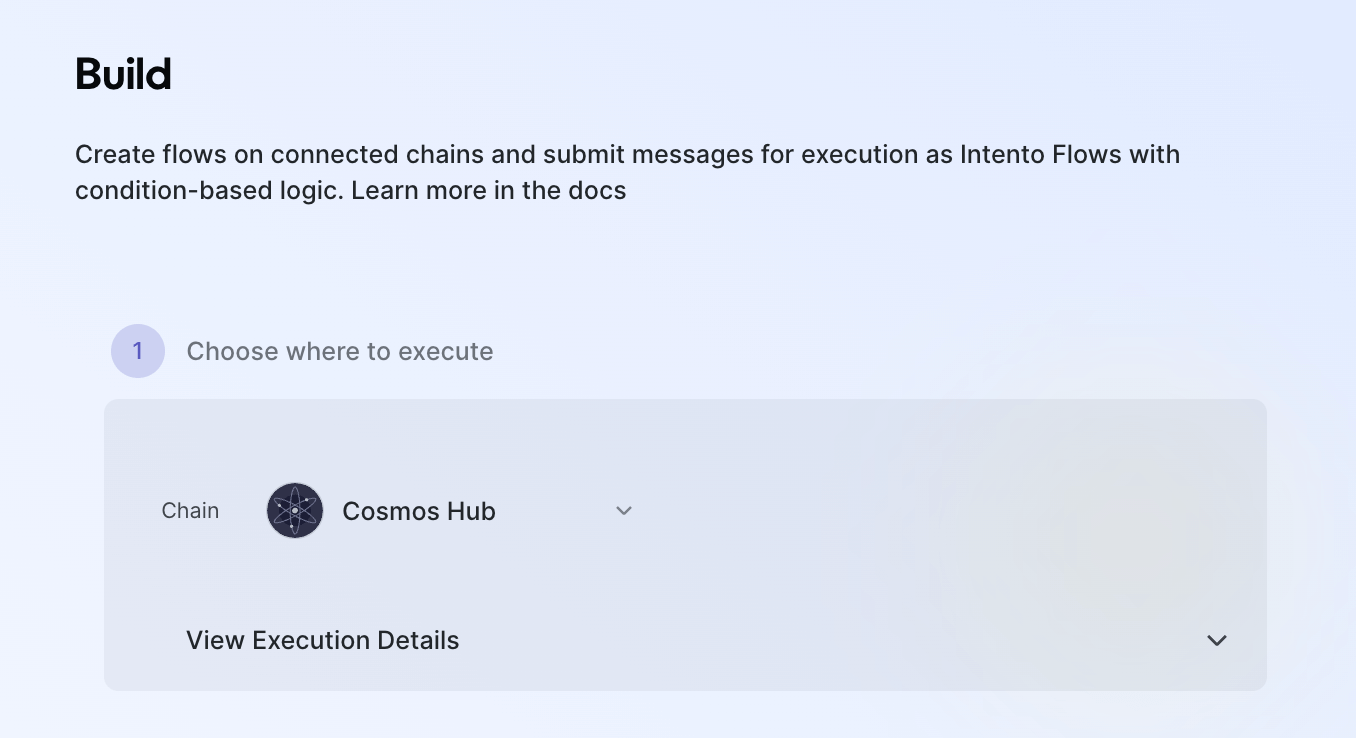 Build
Create flows on connected chains and submit messages for execution as Intento Flows with
condition-based logic. Learn more in the docs
1 Choose where to execute
Chain Cosmos Hub
View Execution Details